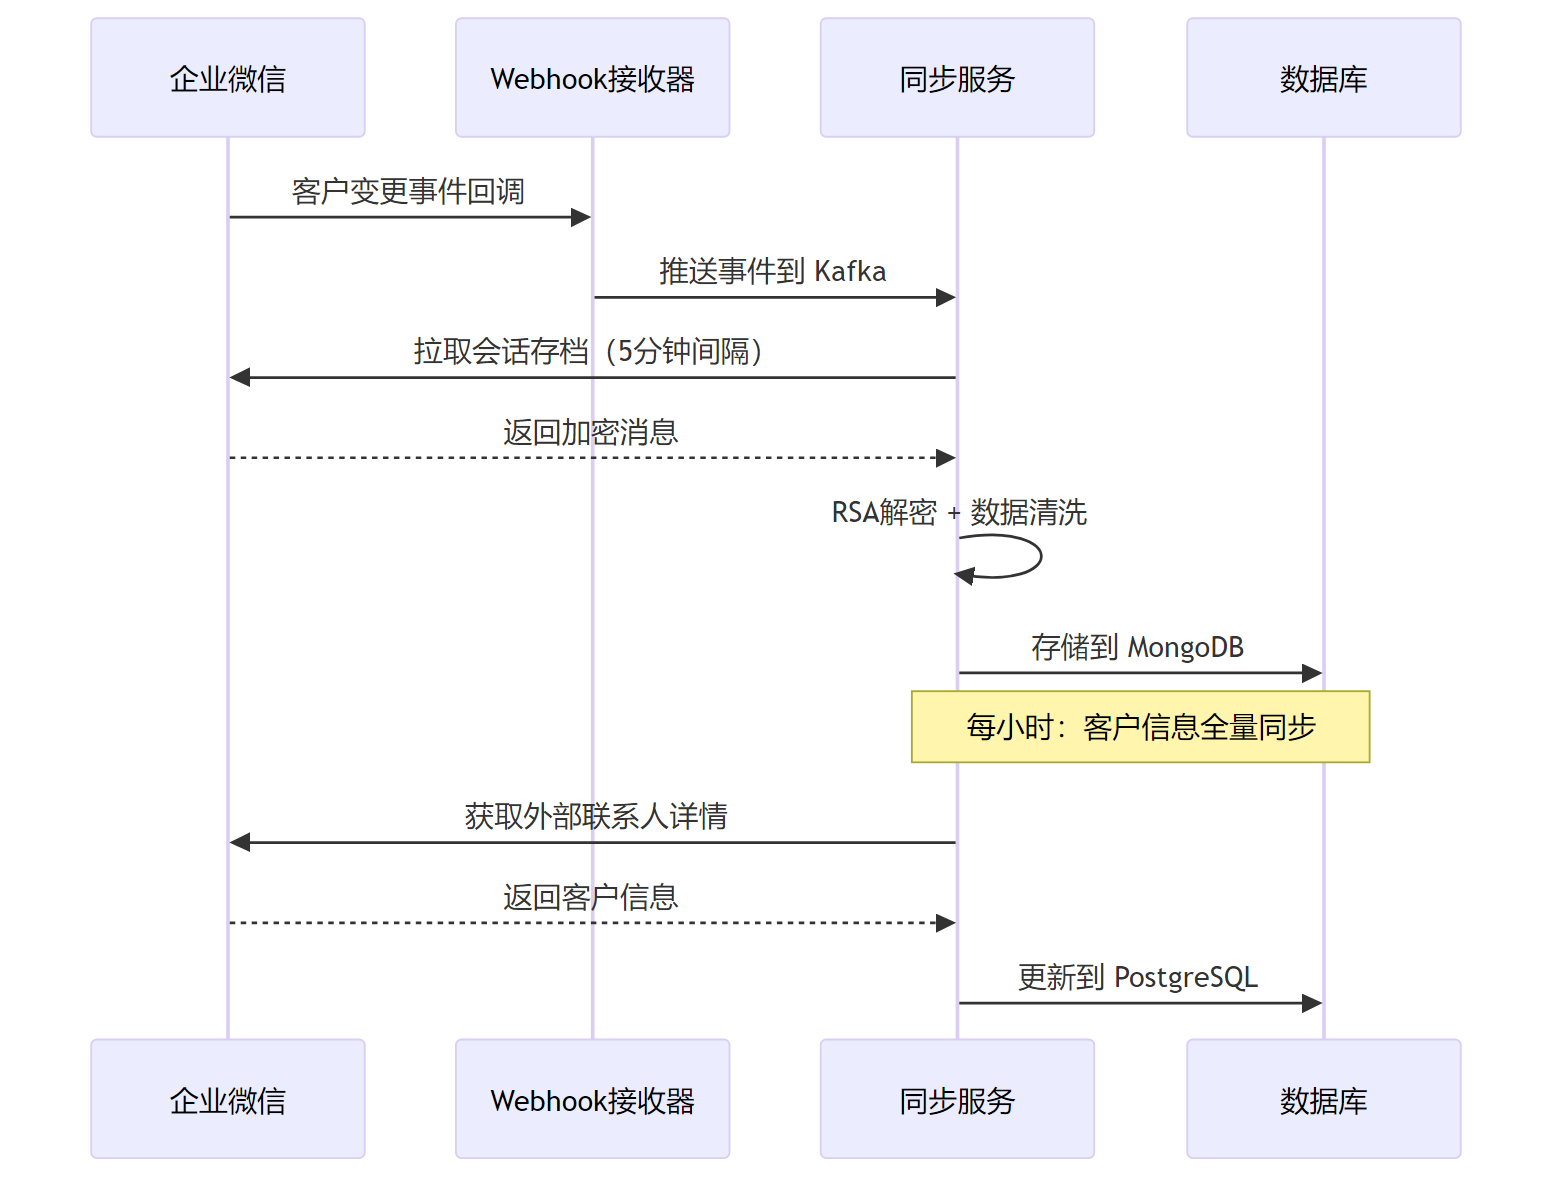 企业微信
Webhook接收器
同步服务
数据库
客户变更事件回调
推送事件到 Kafka
拉取会话存档（5分钟间隔）
返回加密消息
RSA解密 + 数据清洗
存储到 MongoDB
每小时：客户信息全量同步
获取外部联系人详情
返回客户信息
更新到 PostgreSQL
企业微信
Webhook接收器
同步服务
数据库